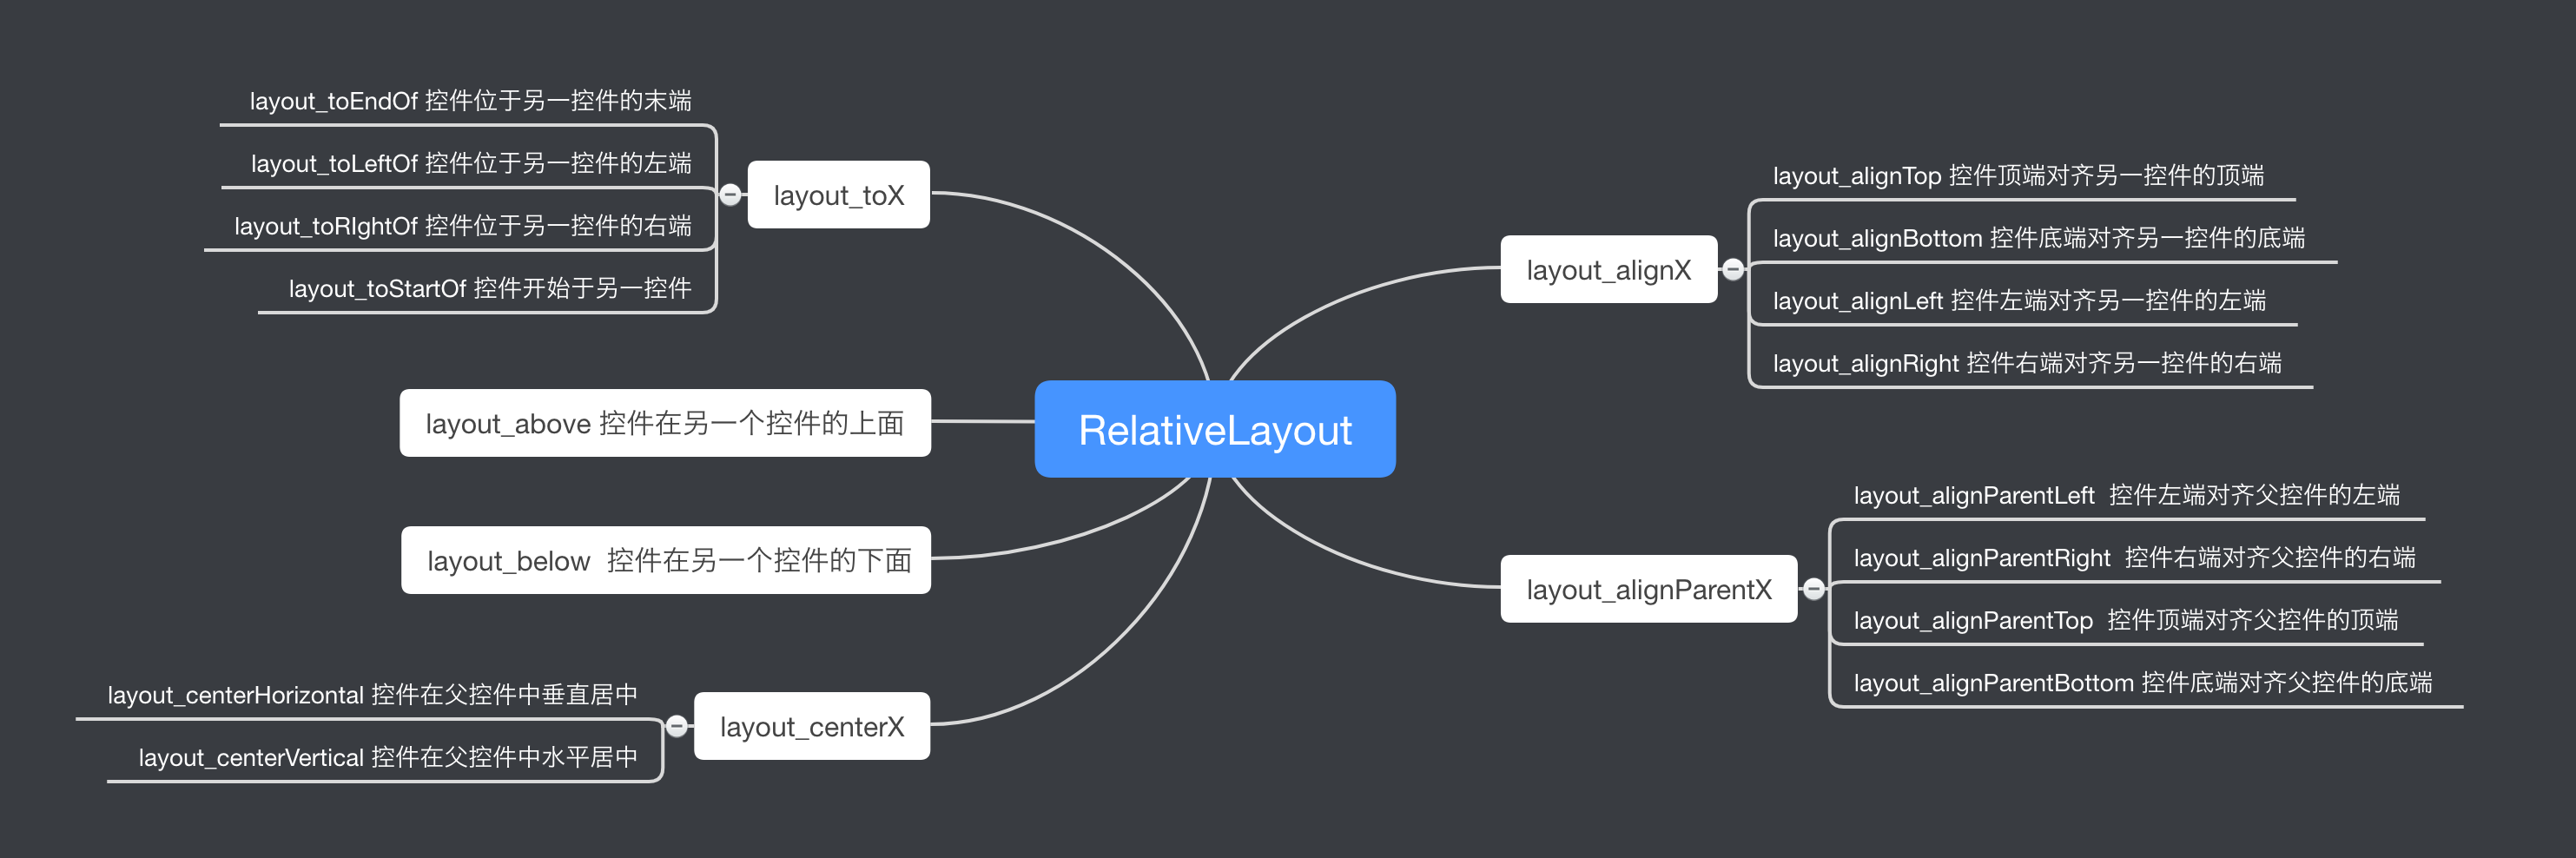 RelativeLayout
layout_toX
layout_toEndOf 控件位于另一控件的末端
layout_toLeftOf 控件位于另一控件的左端
layout_toRIghtOf 控件位于另一控件的右端
layout_toStartOf 控件开始于另一控件
layout_above 控件在另一个控件的上面
layout_below 控件在另一个控件的下面
layout_centerX
layout_centerHorizontal 控件在父控件中垂直居中
layout_centerVertical 控件在父控件中水平居中
layout_alignX
layout_alignTop 控件顶端对齐另一控件的顶端
layout_alignBottom 控件底端对齐另一控件的底端
layout_alignLeft 控件左端对齐另一控件的左端
layout_alignRight 控件右端对齐另一控件的右端
layout_alignParentX
layout_alignParentLeft 控件左端对齐父控件的左端
layout_alignParentRight 控件右端对齐父控件的右端
layout_alignParentTop 控件顶端对齐父控件的顶端
layout_alignParentBottom 控件底端对齐父控件的底端